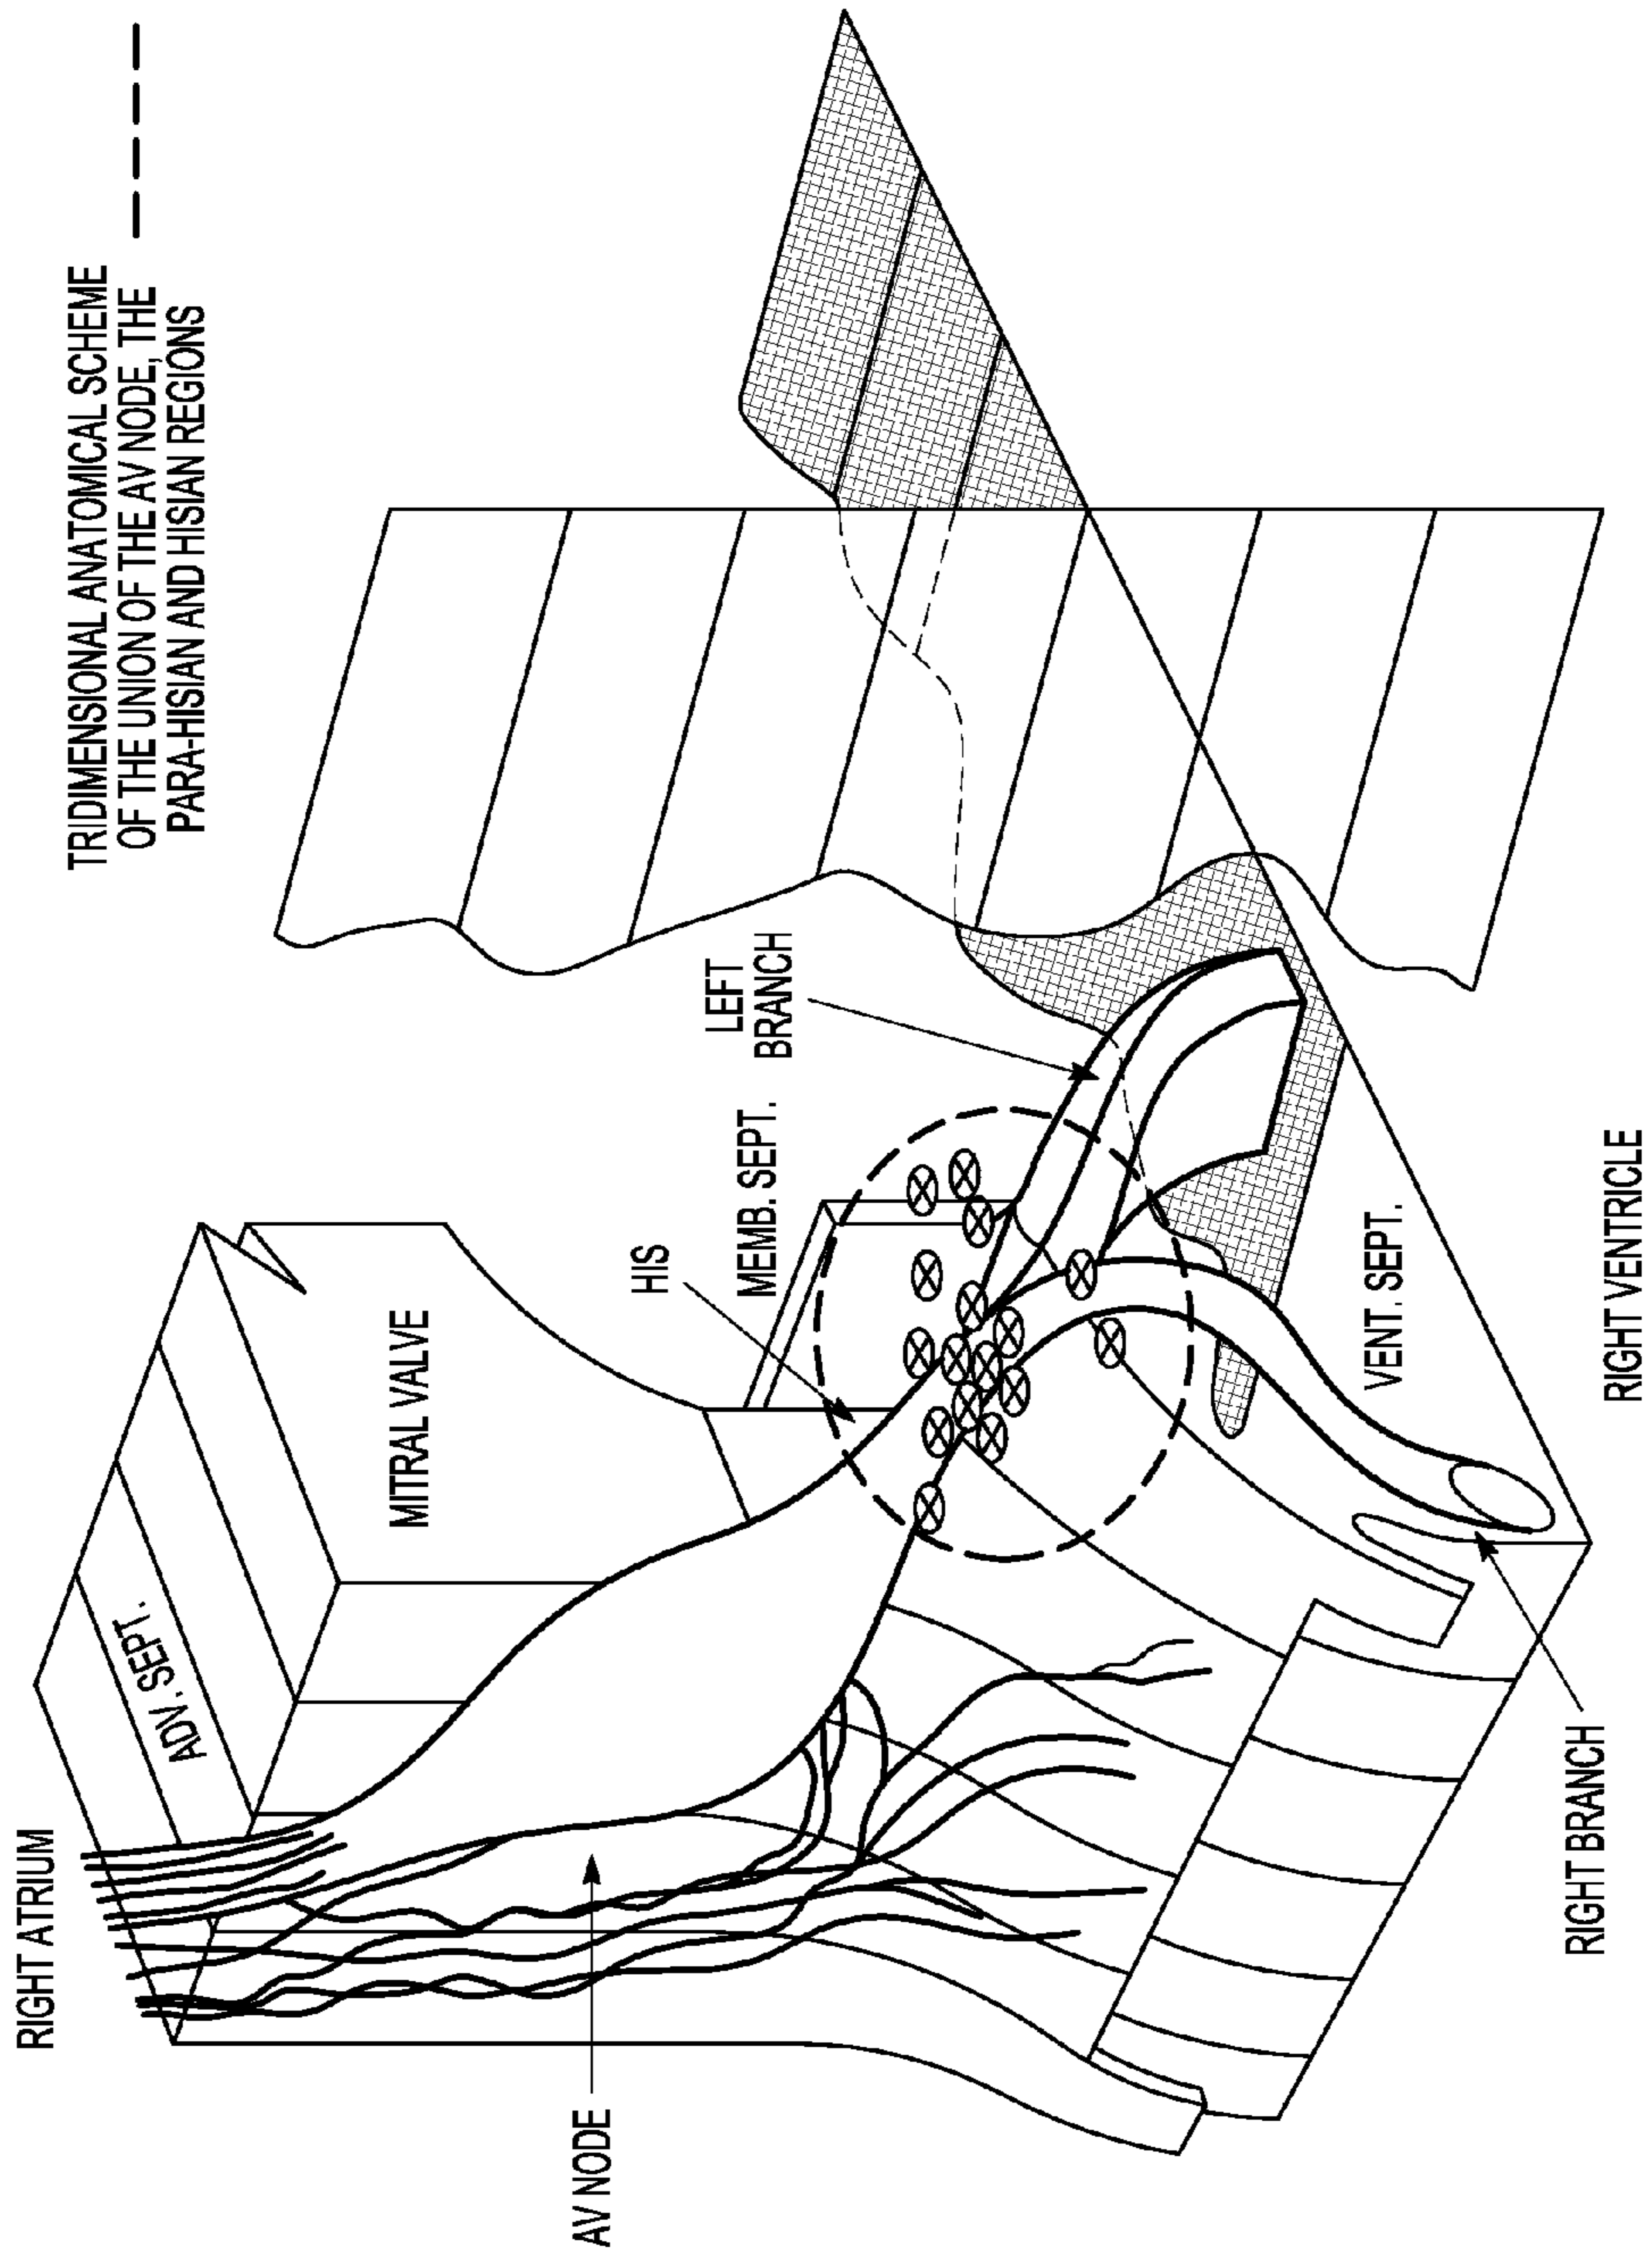 TRIDIMENSIONAL ANATOMICAL SCHEME
OF THE UNION OF THE AV NODE, THE
PARA-HISIAN AND HISIAN REGIONS
RIGHT ATRIUM
ADV. SEPT.
MITRAL VALVE
HIS
MEMB. SEPT.
LEFT
BRANCH
AV NODE
VENT. SEPT.
RIGHT BRANCH
RIGHT VENTRICLE